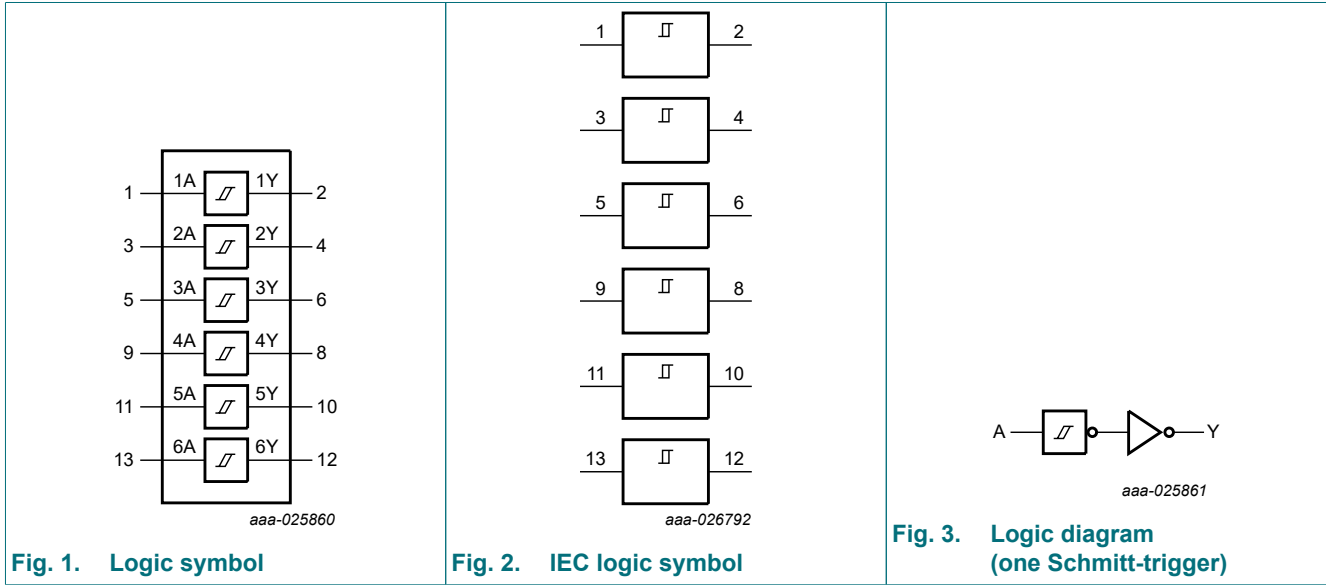 1 1A 1Y 2
3 2A 2Y 4
5 3A 3Y 6
9 4A 4Y 8
11 5A 5Y 10
13 6A 6Y 12
aaa-025860
Fig. 1. Logic symbol
1 2
3 4
5 6
9 8
11 10
13 12
aaa-026792
Fig. 2. IEC logic symbol
A Y
aaa-025861
Fig. 3. Logic diagram
(one Schmitt-trigger)